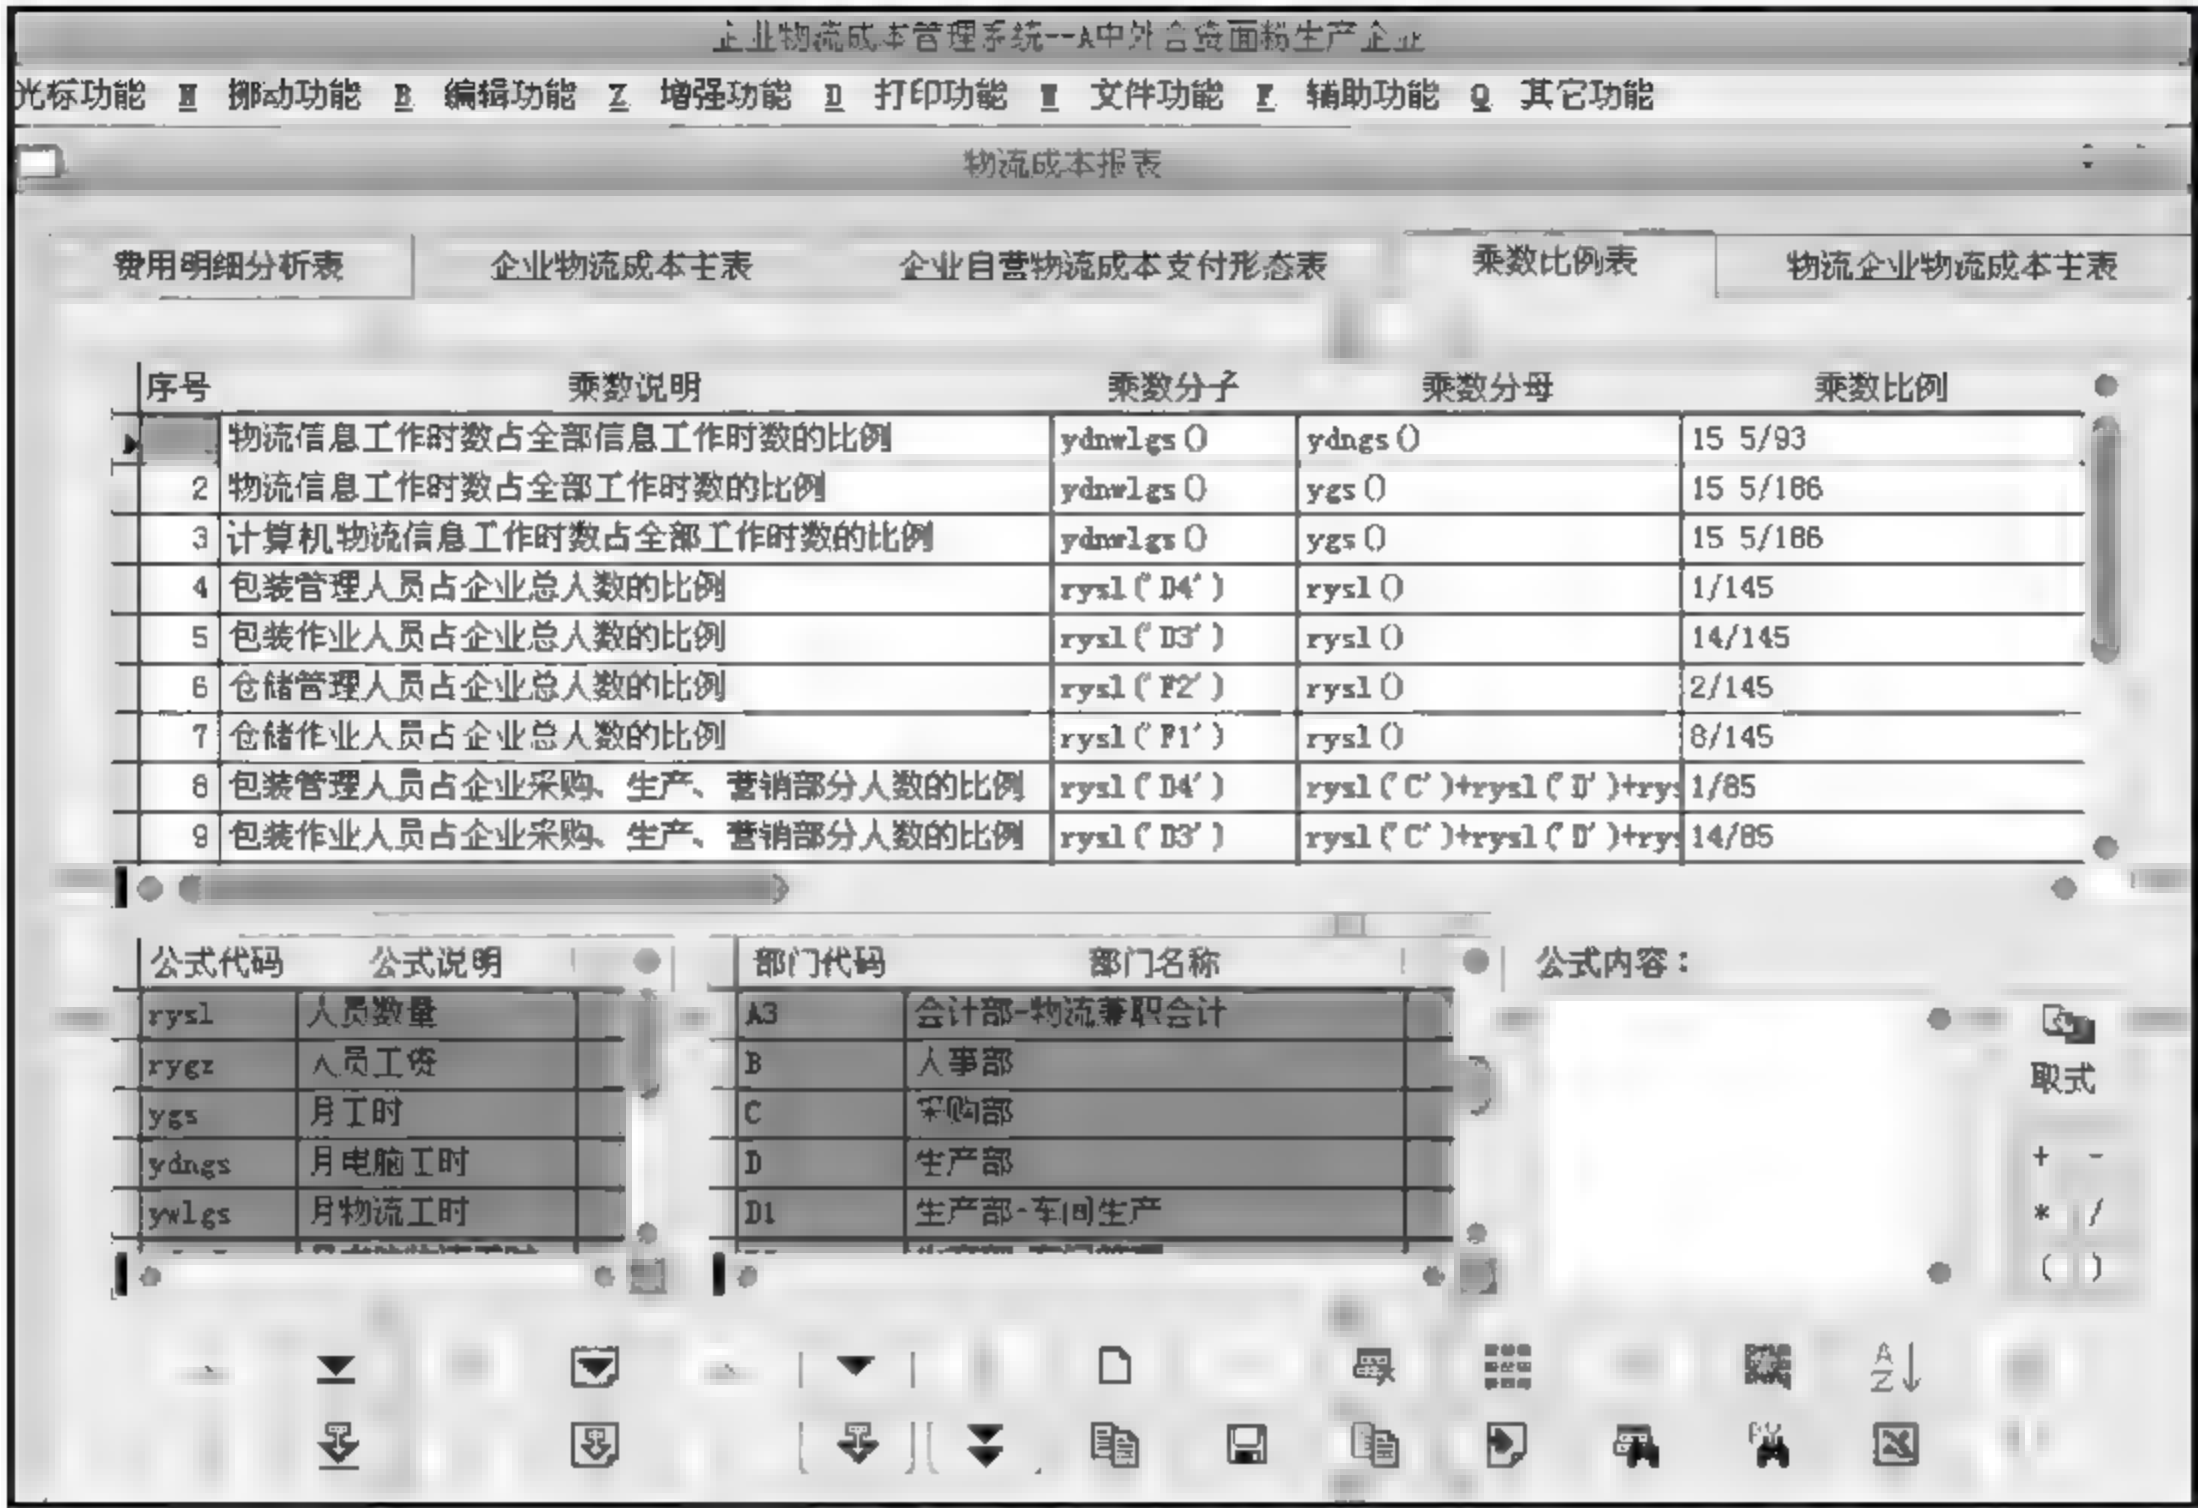 企业物流成本管理系统--A中外合资面粉生产企业
光标功能 M 挪动功能 B 编辑功能 Z 增强功能 D 打印功能 W 文件功能 F 辅助功能 Q 其它功能
物流成本报表
费用明细分析表 企业物流成本主表 企业自营物流成本支付形态表 乘数比例表 物流企业物流成本主表
序号 乘数说明 乘数分子 乘数分母 乘数比例
物流信息工作时数占全部信息工作时数的比例 ydnwlgs() ydngs() 15 5/93
2 物流信息工作时数占全部工作时数的比例 ydnwlgs() ygs() 15 5/186
3 计算机物流信息工作时数占全部工作时数的比例 ydnwlgs() ygs() 15 5/186
4 包装管理人员占企业总人数的比例 rysl('D4') rysl() 1/145
5 包装作业人员占企业总人数的比例 rysl('D3') rysl() 14/145
6 仓储管理人员占企业总人数的比例 rysl('F2') rysl() 2/145
7 仓储作业人员占企业总人数的比例 rysl('F1') rysl() 8/145
8 包装管理人员占企业采购、生产、营销部分人数的比例 rysl('D4') rysl('C')+rysl('D')+rys 1/85
9 包装作业人员占企业采购、生产、营销部分人数的比例 rysl('D3') rysl('C')+rysl('D')+rys 14/85
公式代码 公式说明 部门代码 部门名称 公式内容：
rysl 人员数量 A3 会计部-物流兼职会计
rygz 人员工资 B 人事部
取式
ygs 月工时 C 采购部
ydngs 月电脑工时 D 生产部
+ -
ywlgs 月物流工时 D1 生产部-车间生产
* /
( )